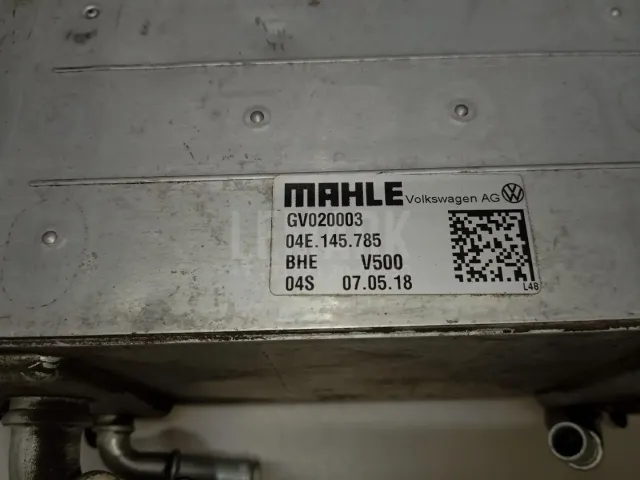 MAHLE Volkswagen AG
GV020003
04E.145.785
BHE V500
04S 07.05.18
L48